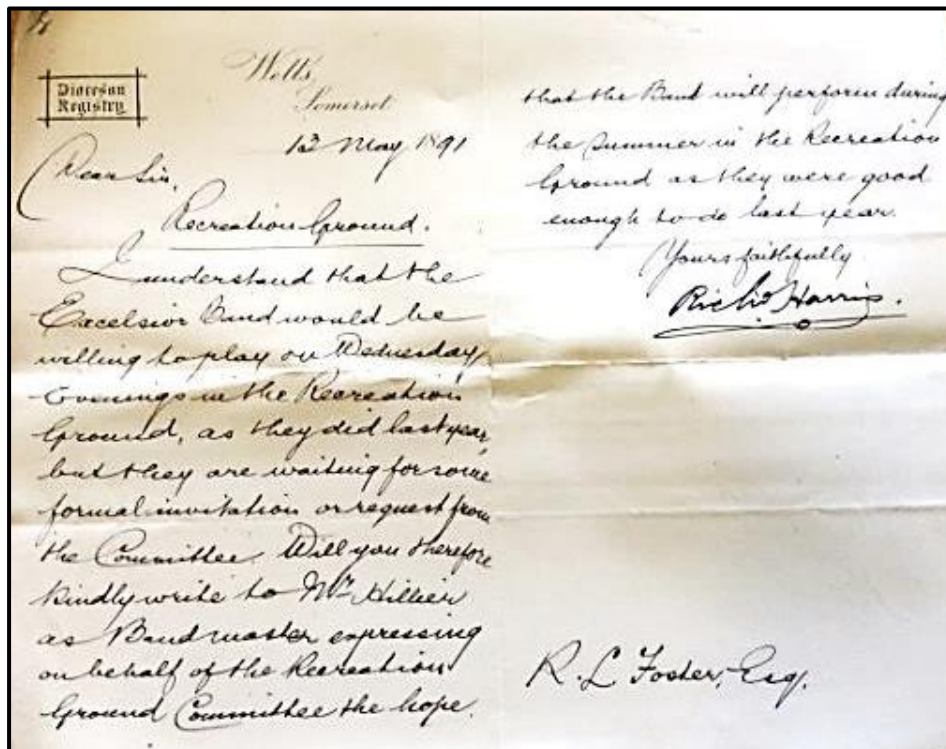 Diocesan
Registry
Wells,
Somerset.
13 May 1891
Dear Sir,
Recreation Ground.
I understand that the
Excelsior Band would be
willing to play on Wednesday
Evenings in the Recreation
Ground, as they did last year,
but they are waiting for some
formal invitation or request from
the Committee. Will you therefore
kindly write to Mr Hillier
as Bandmaster expressing
on behalf of the Recreation
Ground Committee the hope
that the Band will perform during
the Summer in the Recreation
Ground as they were good
enough to do last year.
Yours faithfully
Richd Harris.
R. L Foster, Esq.